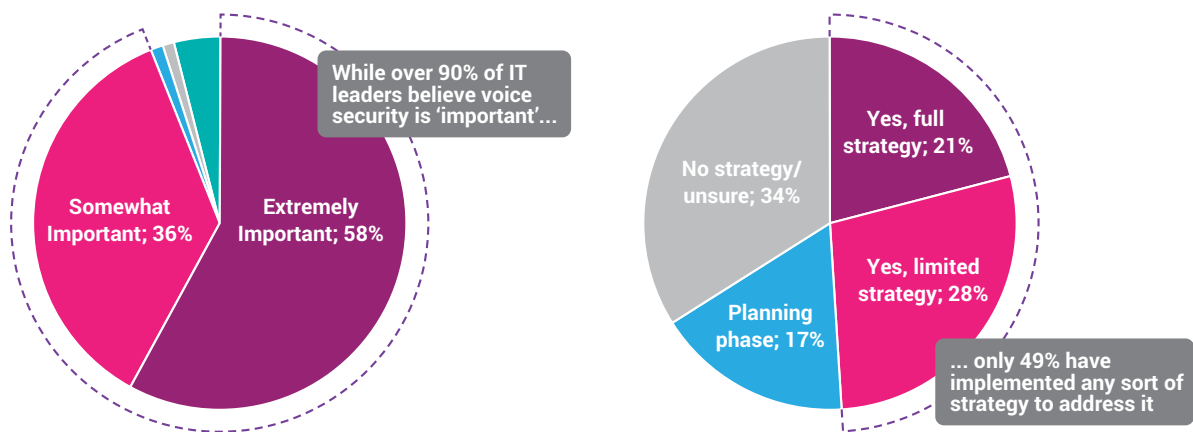 While over 90% of IT
leaders believe voice
security is ‘important’...
Somewhat
Important; 36%
Extremely
Important; 58%
Yes, full
strategy; 21%
No strategy/
unsure; 34%
Yes, limited
strategy; 28%
Planning
phase; 17%
... only 49% have
implemented any sort of
strategy to address it